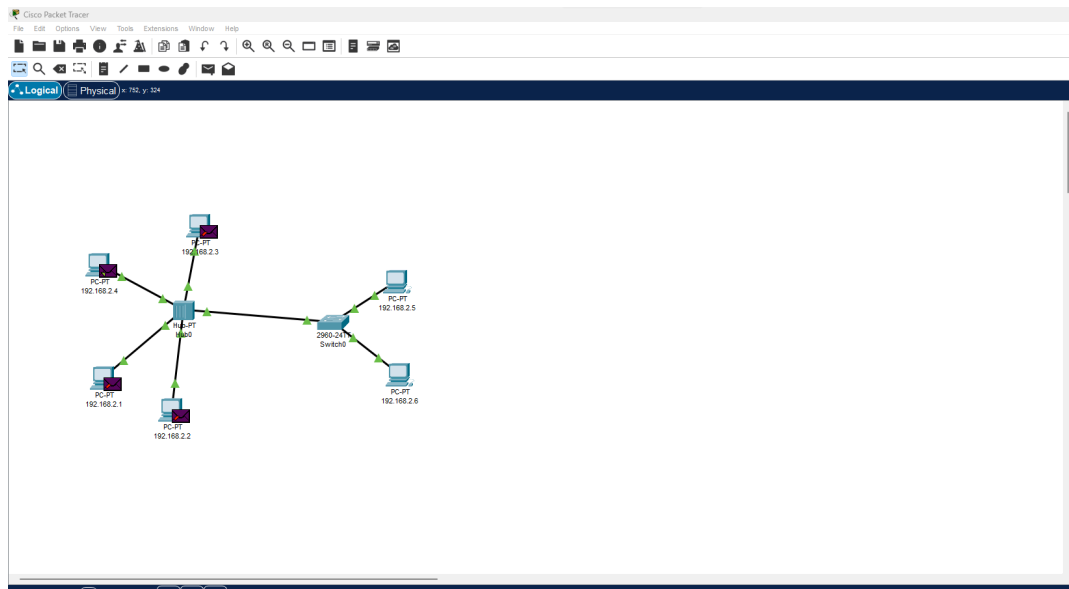 Cisco Packet Tracer
File Edit Options View Tools Extensions Window Help
Logical Physical x: 752, y: 324
PC-PT
192.168.2.3
PC-PT
192.168.2.4
PC-PT
192.168.2.5
Hub-PT
Hub0
2960-24TT
Switch0
PC-PT
192.168.2.1
PC-PT
192.168.2.6
PC-PT
192.168.2.2